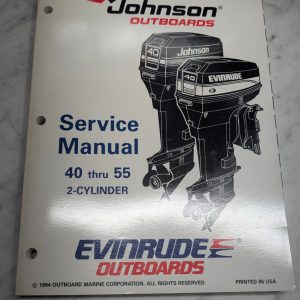 Johnson®
OUTBOARDS
Johnson
40
EVINRUDE
40
Service
Manual
40 thru 55
2-CYLINDER
EVINRUDE
OUTBOARDS
© 1994 OUTBOARD MARINE CORPORATION. ALL RIGHTS RESERVED.
PRINTED IN USA